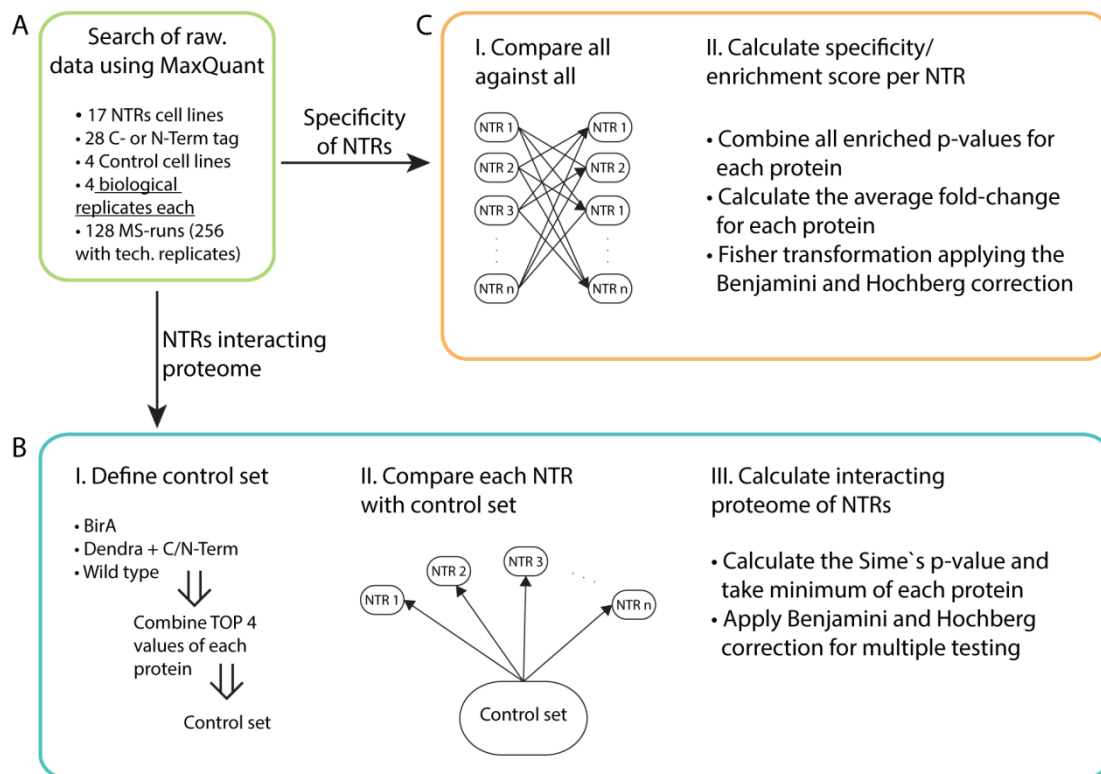 A
Search of raw.
data using MaxQuant
• 17 NTRs cell lines
• 28 C- or N-Term tag
• 4 Control cell lines
• 4 biological
replicates each
• 128 MS-runs (256
with tech. replicates)
Specificity
of NTRs
NTRs interacting
proteome
C
I. Compare all
against all
NTR 1
NTR 1
NTR 2
NTR 2
NTR 3
NTR 1
NTR n
NTR n
II. Calculate specificity/
enrichment score per NTR
• Combine all enriched p-values for
each protein
• Calculate the average fold-change
for each protein
• Fisher transformation applying the
Benjamini and Hochberg correction
B
I. Define control set
• BirA
• Dendra + C/N-Term
• Wild type
Combine TOP 4
values of each
protein
Control set
II. Compare each NTR
with control set
NTR 1
NTR 2
NTR 3
NTR n
Control set
III. Calculate interacting
proteome of NTRs
• Calculate the Sime`s p-value and
take minimum of each protein
• Apply Benjamini and Hochberg
correction for multiple testing